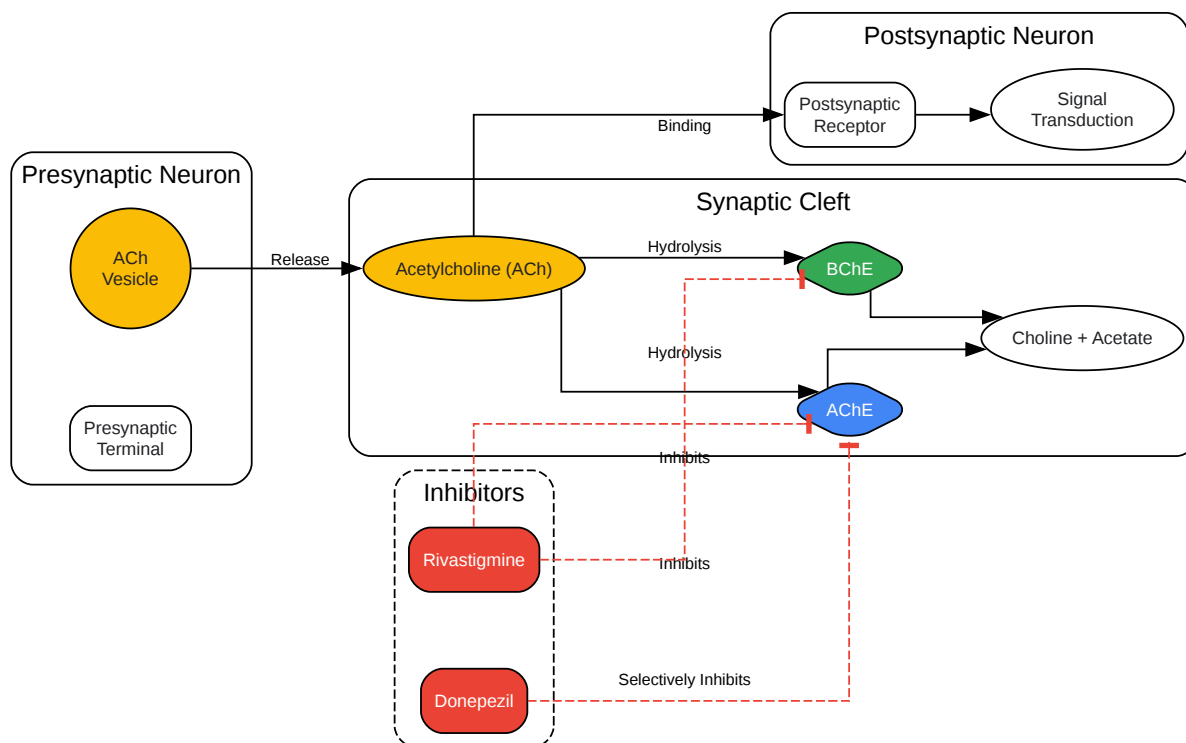 Postsynaptic Neuron
Postsynaptic
Receptor
Signal
Transduction
Binding
Presynaptic Neuron
ACh
Vesicle
Release
Presynaptic
Terminal
Synaptic Cleft
Acetylcholine (ACh)
Hydrolysis
BChE
Hydrolysis
Choline + Acetate
AChE
Inhibits
Inhibitors
Rivastigmine
Inhibits
Donepezil
Selectively Inhibits